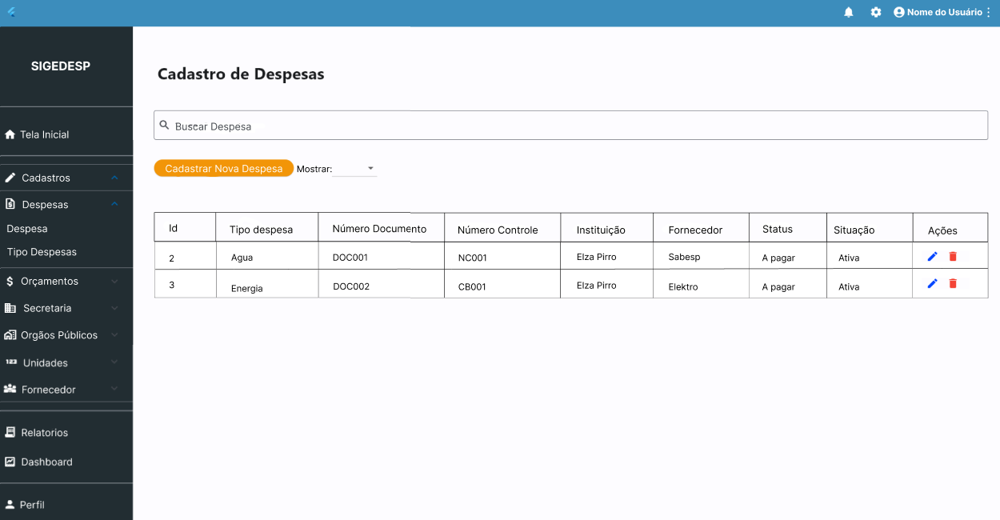 Nome do Usuário
SIGEDESP
Tela Inicial
Cadastros
Despesas
Despesa
Tipo Despesas
Orçamentos
Secretaria
Orgãos Públicos
123 Unidades
Fornecedor
Relatorios
Dashboard
Perfil
Cadastro de Despesas
Buscar Despesa
Cadastrar Nova Despesa Mostrar:
Id Tipo despesa Número Documento Número Controle Instituição Fornecedor Status Situação Ações
2 Agua DOC001 NC001 Elza Pirro Sabesp A pagar Ativa
3 Energia DOC002 CB001 Elza Pirro Elektro A pagar Ativa